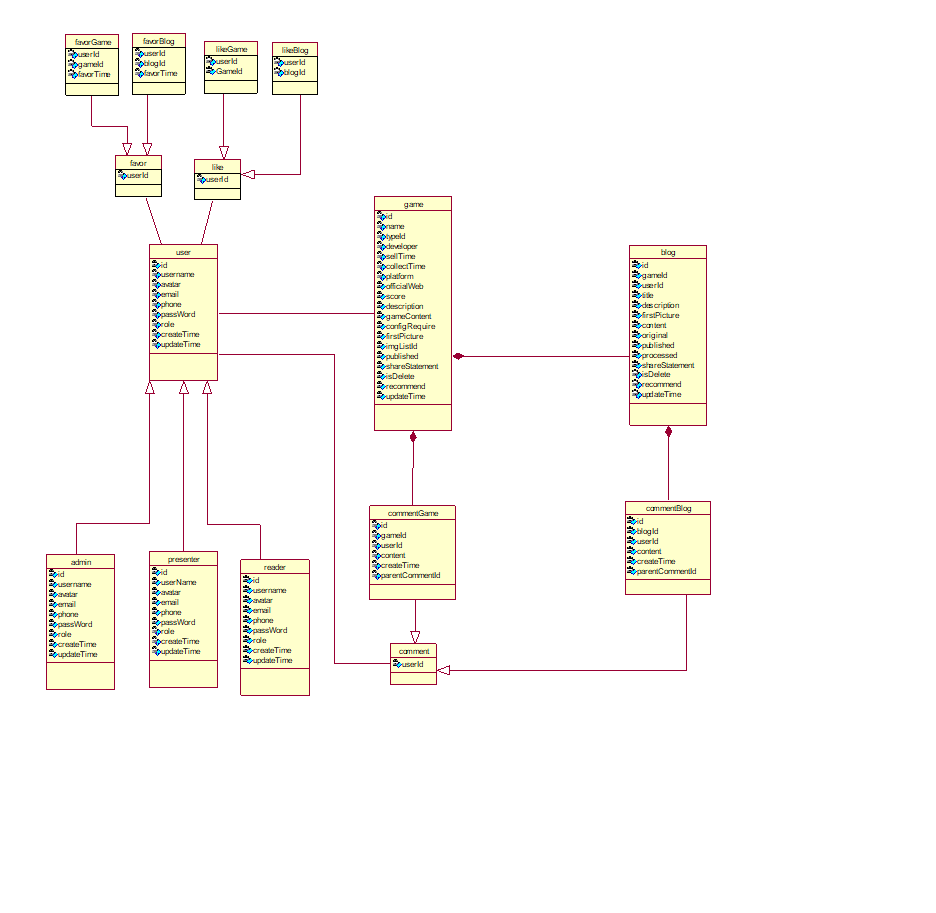 favorGame
userId
gameId
favorTime
favorBlog
userId
blogId
favorTime
likeGame
userId
GameId
likeBlog
userId
blogId
favor
userId
like
userId
user
id
username
avatar
email
phone
passWord
role
createTime
updateTime
game
id
name
typeId
developer
sellTime
collectTime
platform
officialWeb
score
description
gameContent
configRequire
firstPicture
imgListId
published
shareStatement
isDelete
recommend
updateTime
blog
id
gameId
userId
title
description
firstPicture
content
original
published
processed
shareStatement
isDelete
recommend
updateTime
admin
id
username
avatar
email
phone
passWord
role
createTime
updateTime
presenter
id
userName
avatar
email
phone
passWord
role
createTime
updateTime
reader
id
username
avatar
email
phone
passWord
role
createTime
updateTime
commentGame
id
gameId
userId
content
createTime
parentCommentId
commentBlog
id
blogId
userId
content
createTime
parentCommentId
comment
userId